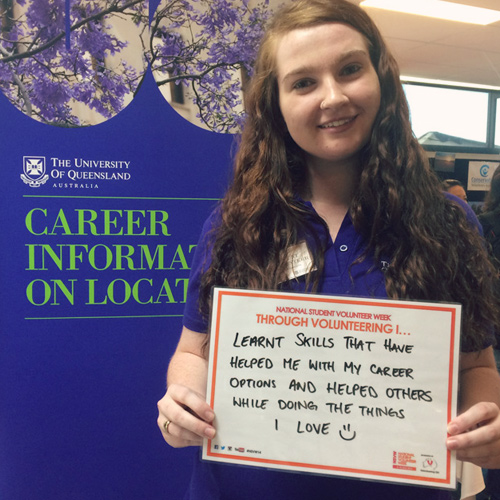 THE UNIVERSITY
OF QUEENSLAND
AUSTRALIA
CAREER
INFORMAT
ON LOCAT
NATIONAL STUDENT VOLUNTEER WEEK
THROUGH VOLUNTEERING I...
LEARNT SKILLS THAT HAVE
HELPED ME WITH MY CAREER
OPTIONS AND HELPED OTHERS
WHILE DOING THE THINGS
I LOVE